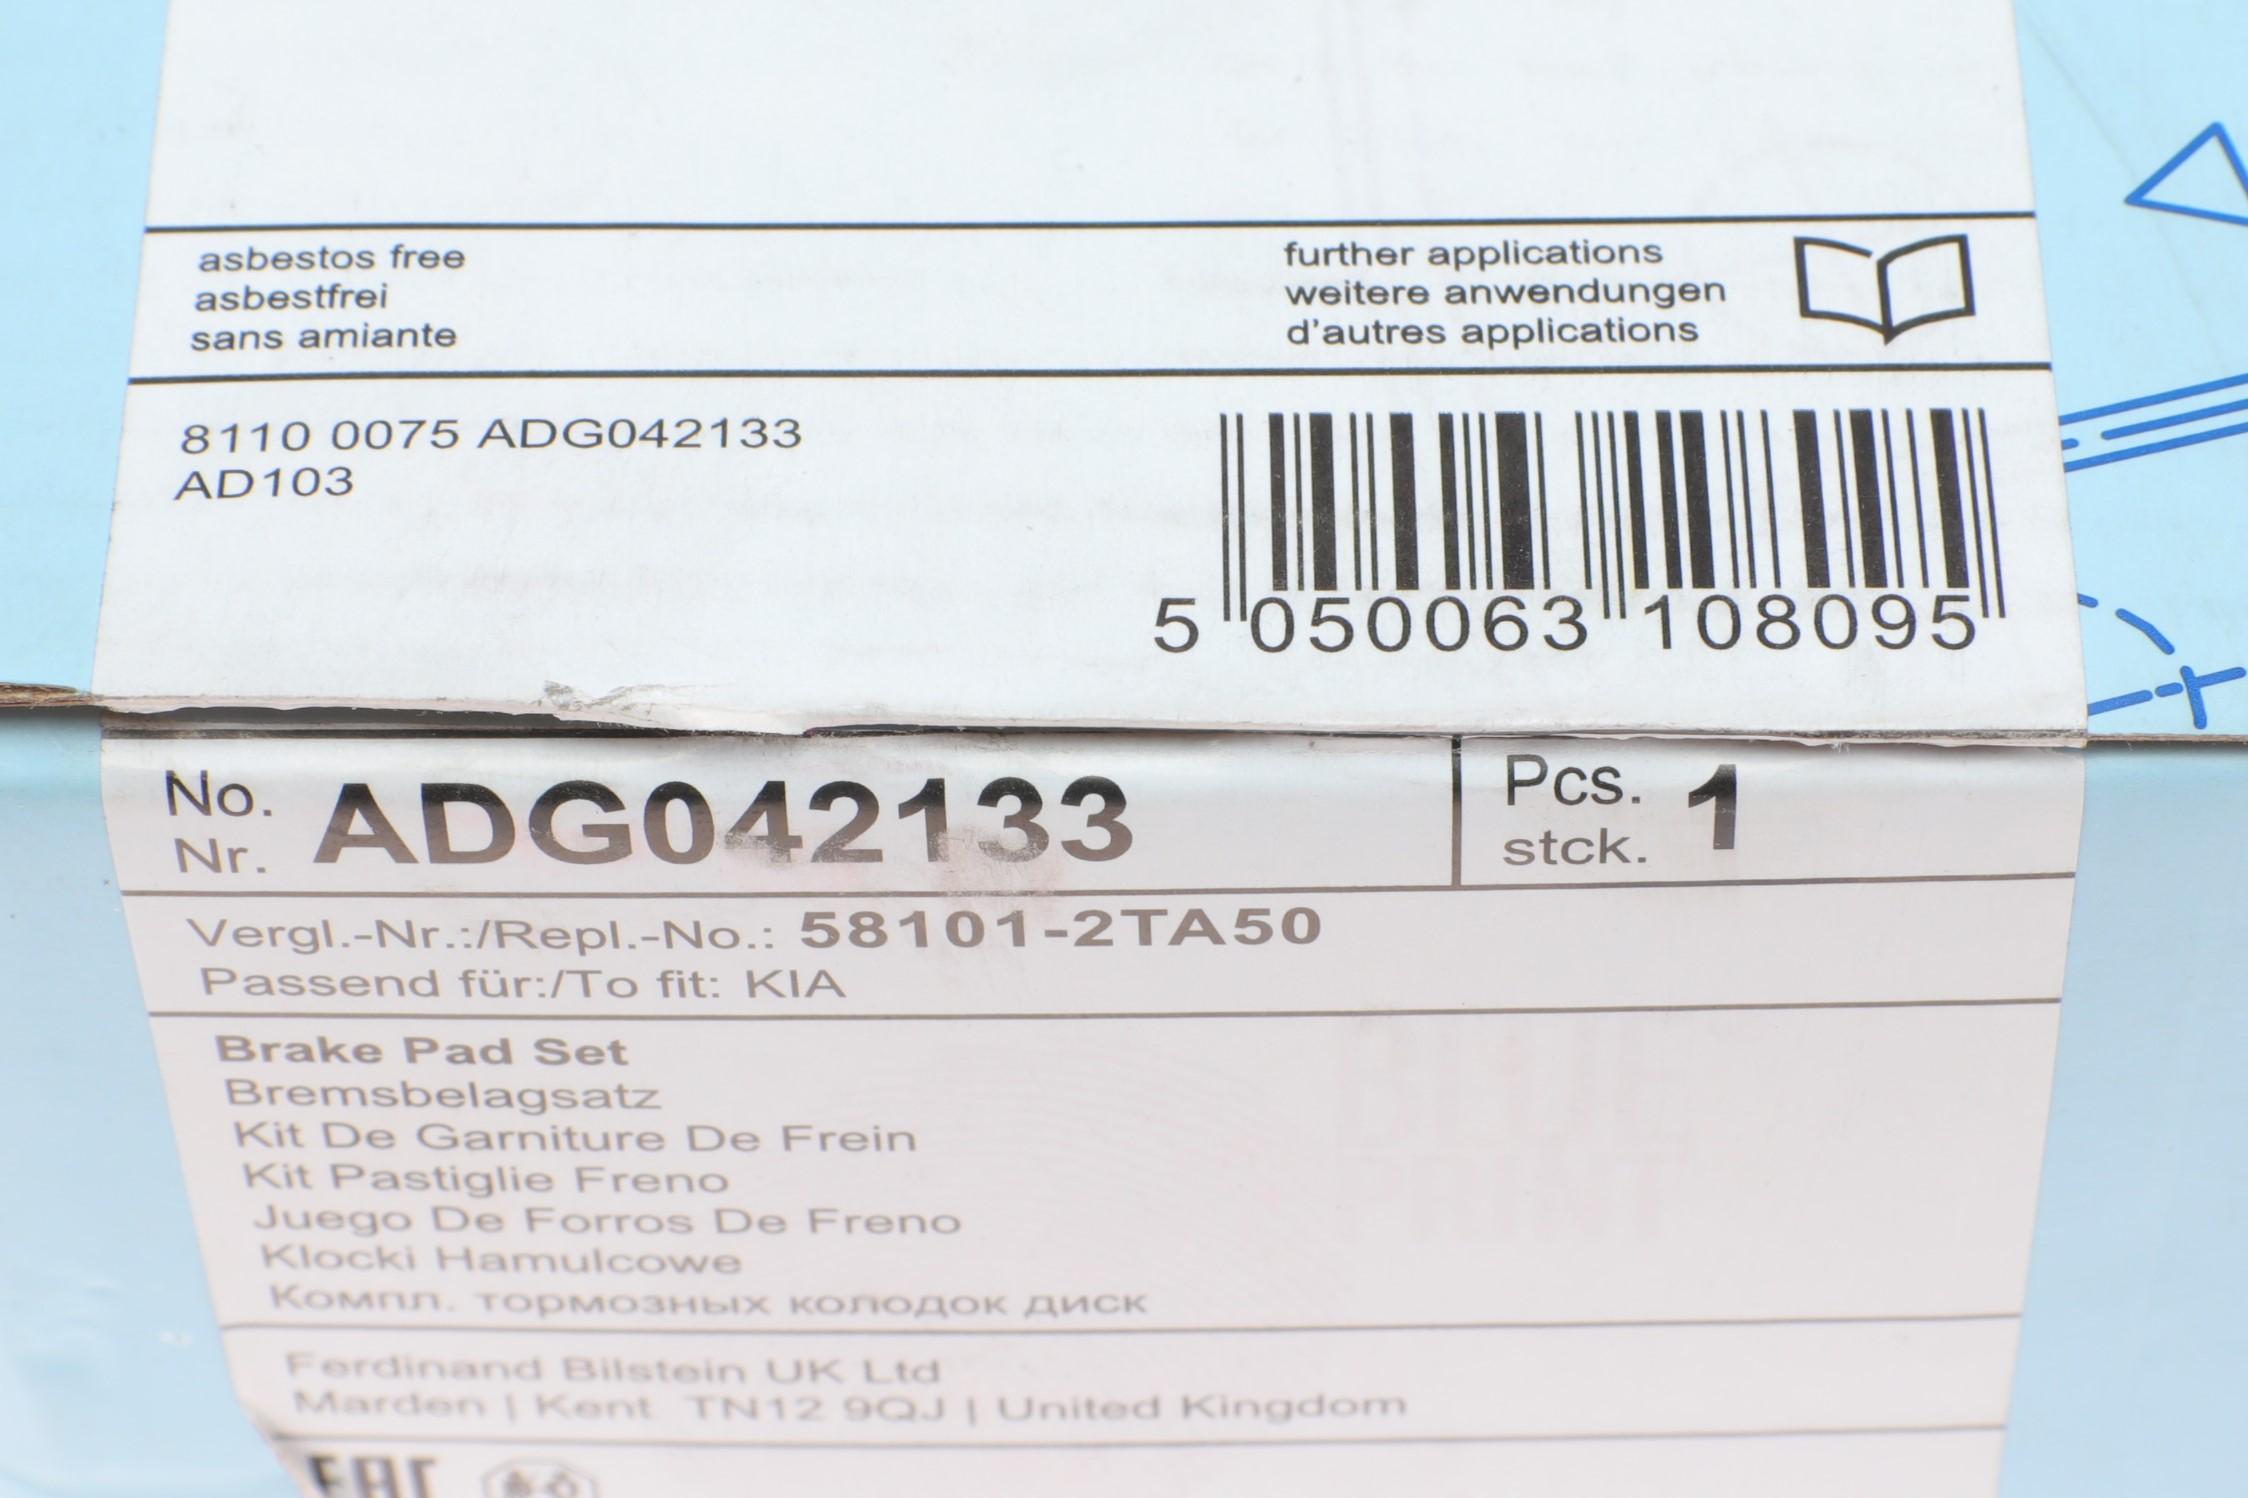 asbestos free
asbestfrei
sans amiante
further applications
weitere anwendungen
d'autres applications
8110 0075 ADG042133
AD103
5 050063 108095
No.
Nr.
ADG042133
Pcs.
stck.
1
Vergl.-Nr.:/Repl.-No.: 58101-2TA50
Passend für:/To fit: KIA
Brake Pad Set
Bremsbelagsatz
Kit De Garniture De Frein
Kit Pastiglie Freno
Juego De Forros De Freno
Klocki Hamulcowe
Компл. тормозных колодок диск
Ferdinand Bilstein UK Ltd
Marden | Kent TN12 9QJ | United Kingdom
EAC